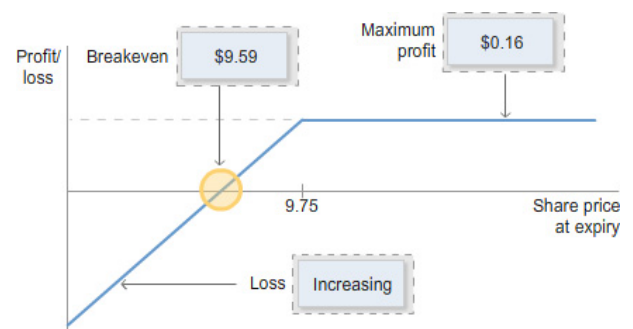 Profit/
loss
Breakeven
$9.59
Maximum
profit
$0.16
9.75
Share price
at expiry
Loss
Increasing